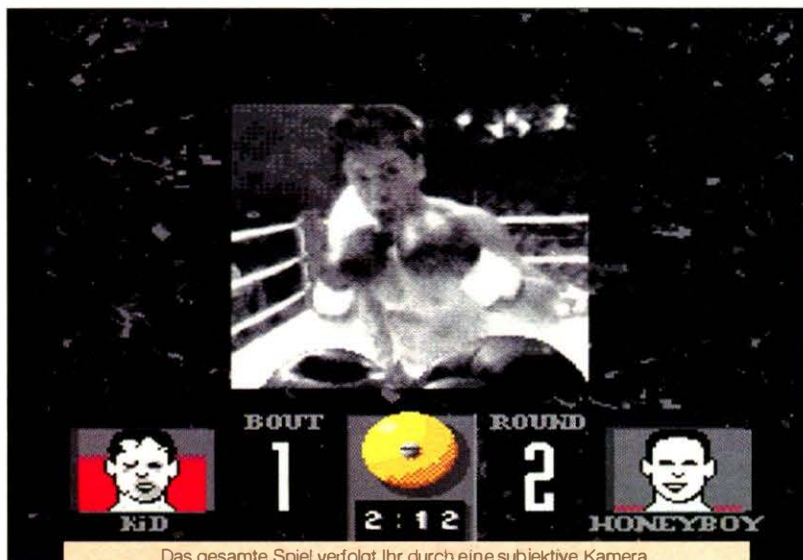 BOUT
1
ROUND
2
KiD
2:12
HONEYBOY
Das gesamte Spiel verfolgt Ihr durch eine subjektive Kamera